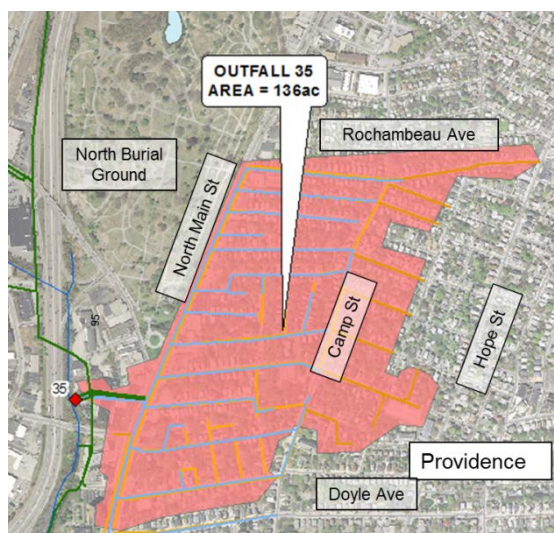 OUTFALL 35
AREA = 136ac
Rochambeau Ave
North Burial
Ground
North Main St
Camp St
Hope St
95
35
Providence
Doyle Ave